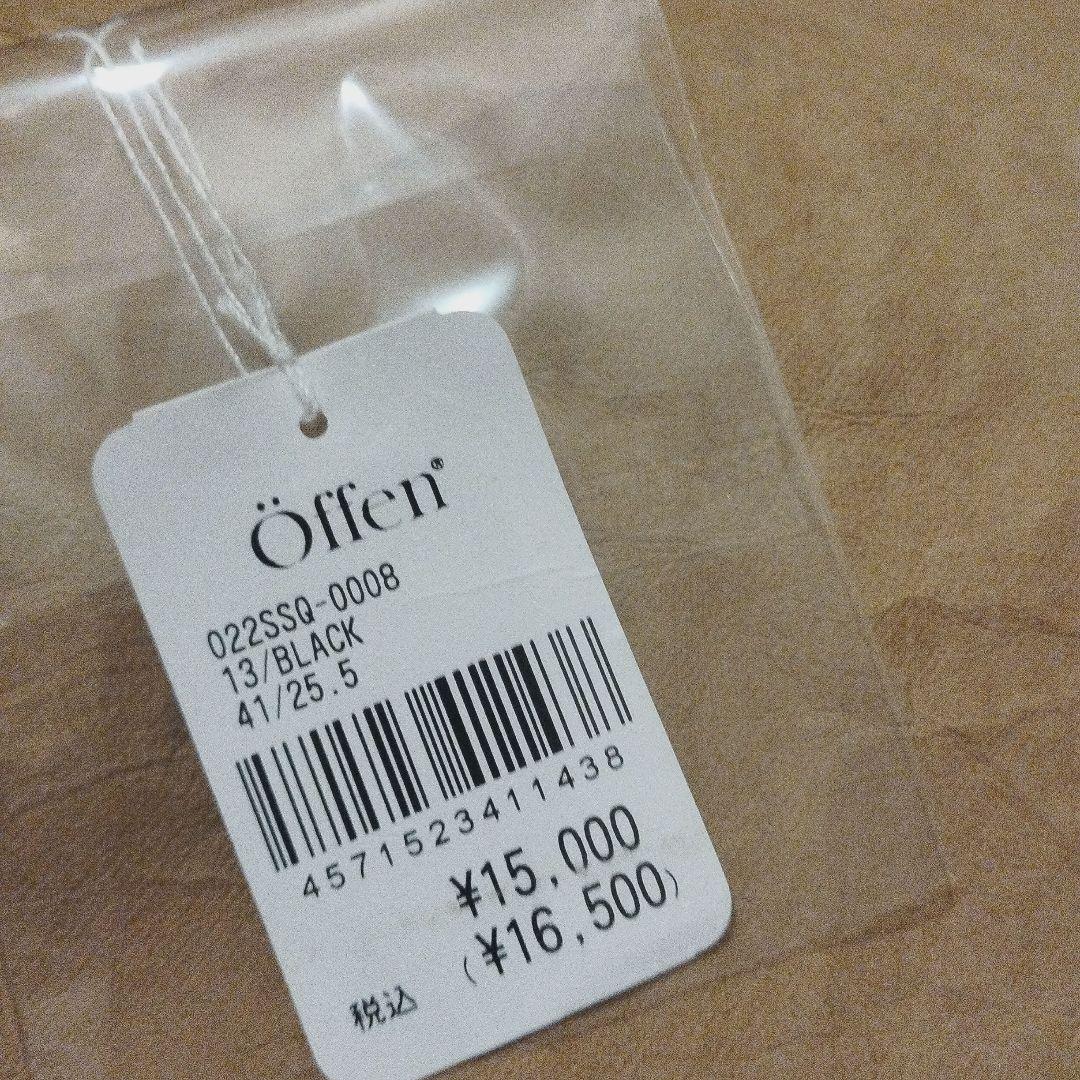 Öffen®
022SSQ-0008
13/BLACK
41/25.5
4571523411438
¥15,000
(¥16,500)
税込